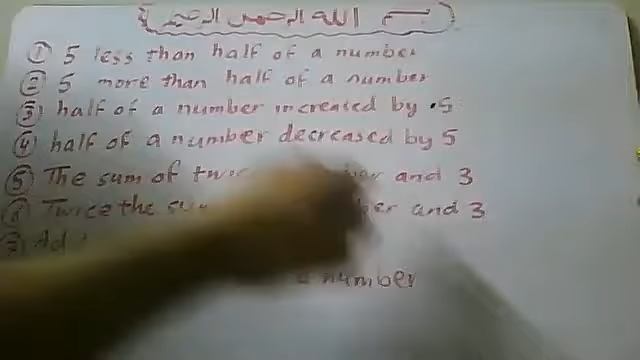 بسم الله الرحمن الرحيم
① 5 less than half of a number
② 5 more than half of a number
③ half of a number increased by 5
④ half of a number decreased by 5
⑤ The sum of and 3
Twice the and 3
Ad
a number